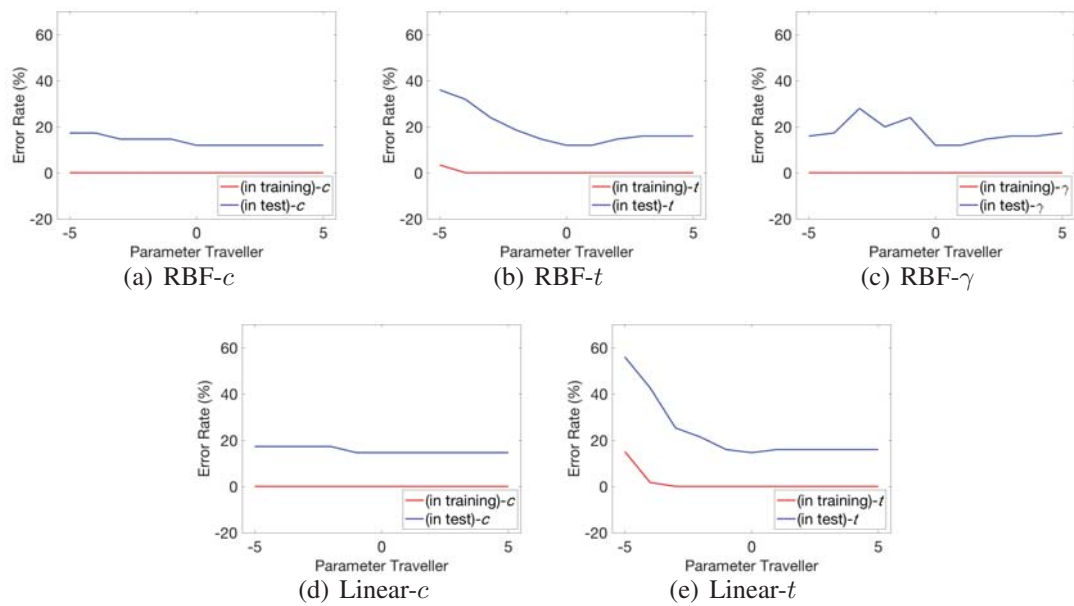 60
40
20
0
-20
Error Rate (%)
(in training)-c
(in test)-c
-5 0 5
Parameter Traveller
(a) RBF-c
60
40
20
0
-20
Error Rate (%)
(in training)-t
(in test)-t
-5 0 5
Parameter Traveller
(b) RBF-t
60
40
20
0
-20
Error Rate (%)
(in training)-γ
(in test)-γ
-5 0 5
Parameter Traveller
(c) RBF-γ
60
40
20
0
-20
Error Rate (%)
(in training)-c
(in test)-c
-5 0 5
Parameter Traveller
(d) Linear-c
60
40
20
0
-20
Error Rate (%)
(in training)-t
(in test)-t
-5 0 5
Parameter Traveller
(e) Linear-t